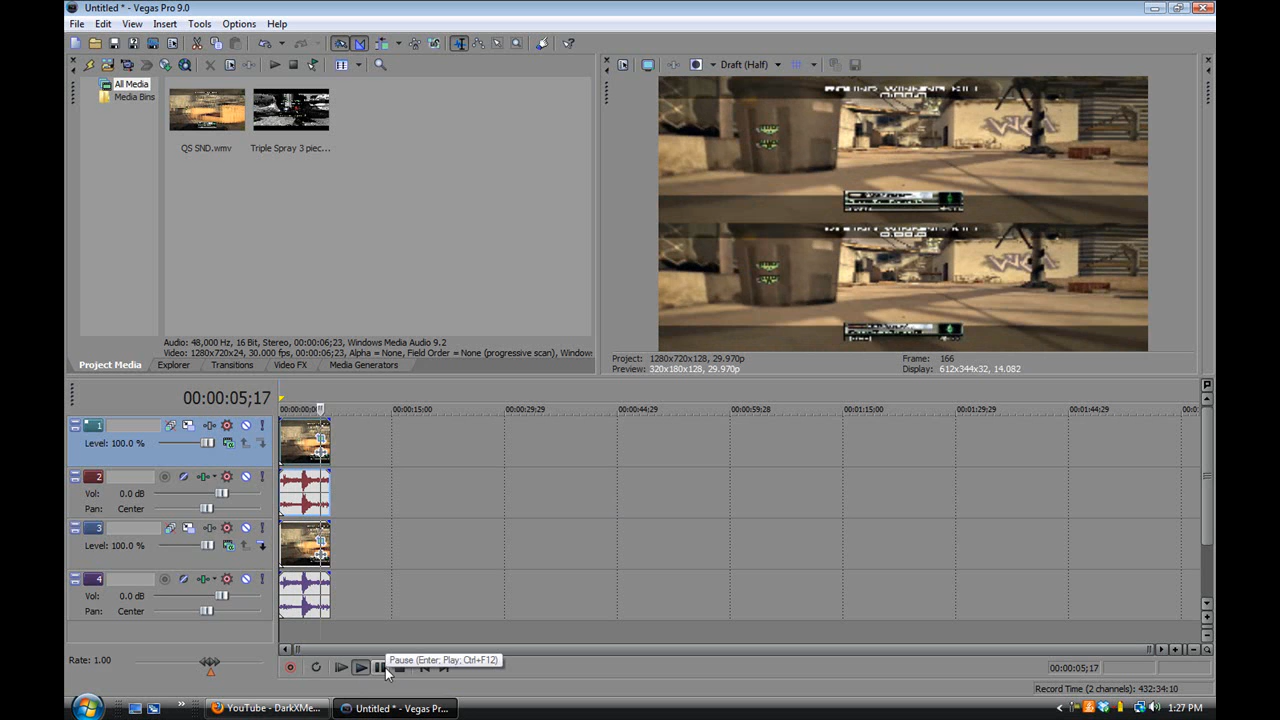 Untitled * - Vegas Pro 9.0
File Edit View Insert Tools Options Help
Draft (Half)
All Media
Media Bins
QS SND.wmv
Triple Spray 3 piec...
Audio: 48,000 Hz, 16 Bit, Stereo, 00:00:06;23, Windows Media Audio 9.2
Video: 1280x720x24, 30.000 fps, 00:00:06;23, Alpha = None, Field Order = None (progressive scan), Window
Project: 1280x720x128, 29.970p
Frame: 166
Preview: 320x180x128, 29.970p
Display: 612x344x32, 14.082
Project Media Explorer Transitions Video FX Media Generators
00:00:05;17
00:00:15:00 00:00:29:29 00:00:44:29 00:00:59:28 00:01:15:00 00:01:29:29 00:01:44:29
1
Level: 100.0 %
2
Vol: 0.0 dB
Pan: Center
3
Level: 100.0 %
4
Vol: 0.0 dB
Pan: Center
Rate: 1.00
Pause (Enter; Play; Ctrl+F12)
00:00:05;17
Record Time (2 channels): 432:34:10
YouTube - DarkXMe...
Untitled * - Vegas Pr...
1:27 PM